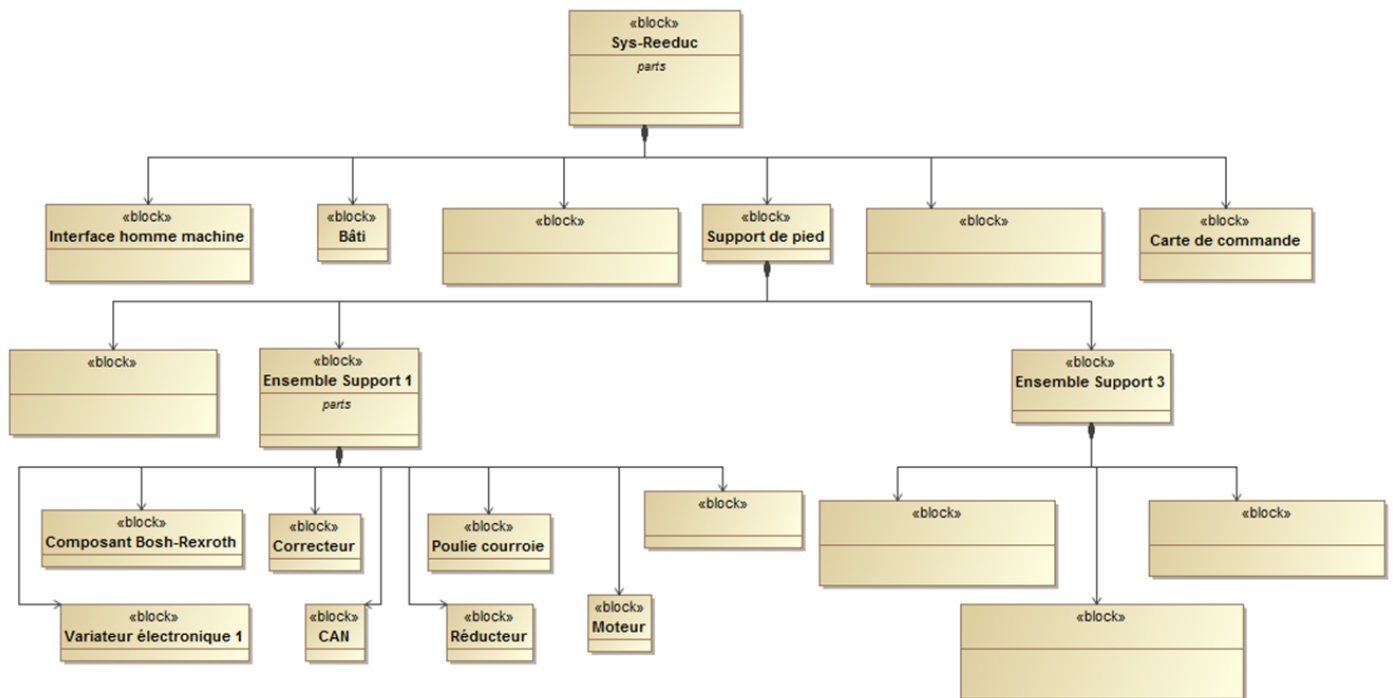 «block»
Sys-Reeduc
parts
«block»
Interface homme machine
«block»
Bâti
«block»
«block»
Support de pied
«block»
«block»
Carte de commande
«block»
«block»
Ensemble Support 1
parts
«block»
Ensemble Support 3
«block»
Composant Bosh-Rexroth
«block»
Correcteur
«block»
Poulie courroie
«block»
«block»
«block»
«block»
Variateur électronique 1
«block»
CAN
«block»
Réducteur
«block»
Moteur
«block»